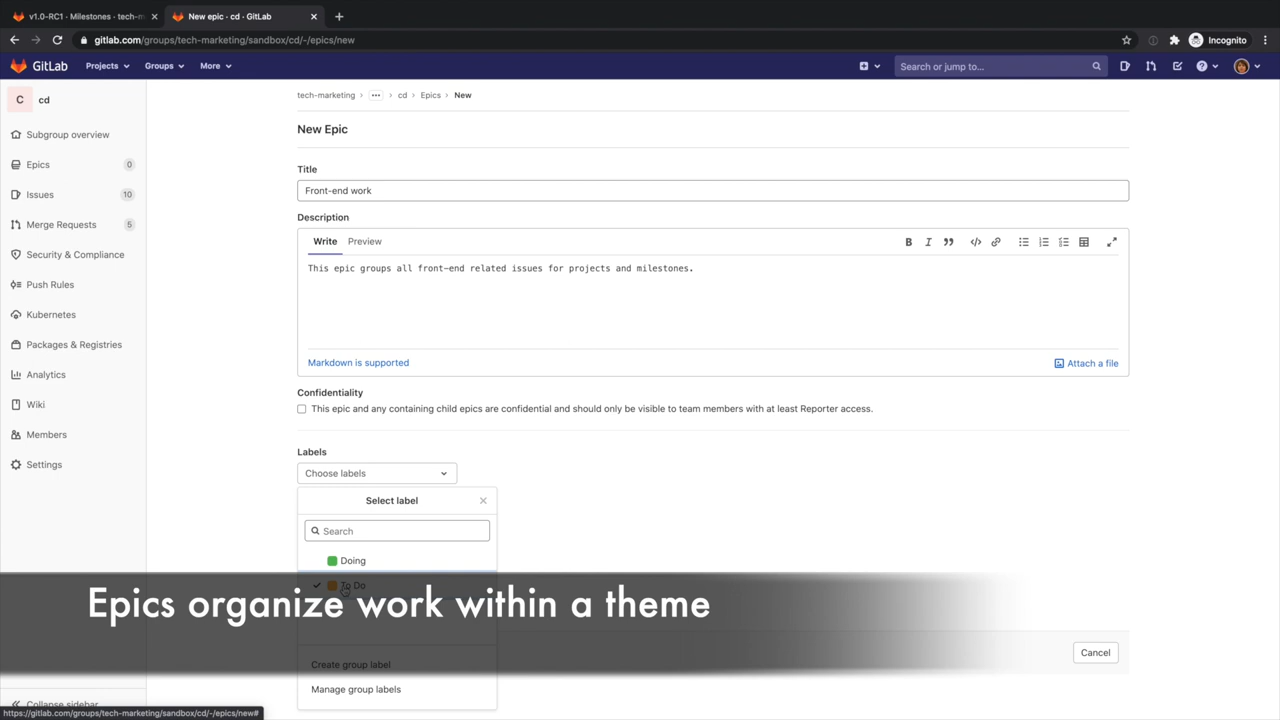 v1.0-RC1 · Milestones · tech-m
New epic · cd · GitLab
gitlab.com/groups/tech-marketing/sandbox/cd/-/epics/new
Incognito
GitLab
Projects
Groups
More
Search or jump to...
C
cd
Subgroup overview
Epics 0
Issues 10
Merge Requests 5
Security & Compliance
Push Rules
Kubernetes
Packages & Registries
Analytics
Wiki
Members
Settings
Collapse sidebar
tech-marketing > ··· > cd > Epics > New
New Epic
Title
Front-end work
Description
Write Preview
This epic groups all front-end related issues for projects and milestones.
Markdown is supported
Attach a file
Confidentiality
This epic and any containing child epics are confidential and should only be visible to team members with at least Reporter access.
Labels
Choose labels
Select label
Search
Doing
To Do
Epics organize work within a theme
Create group label
Manage group labels
Cancel
https://gitlab.com/groups/tech-marketing/sandbox/cd/-/epics/new#